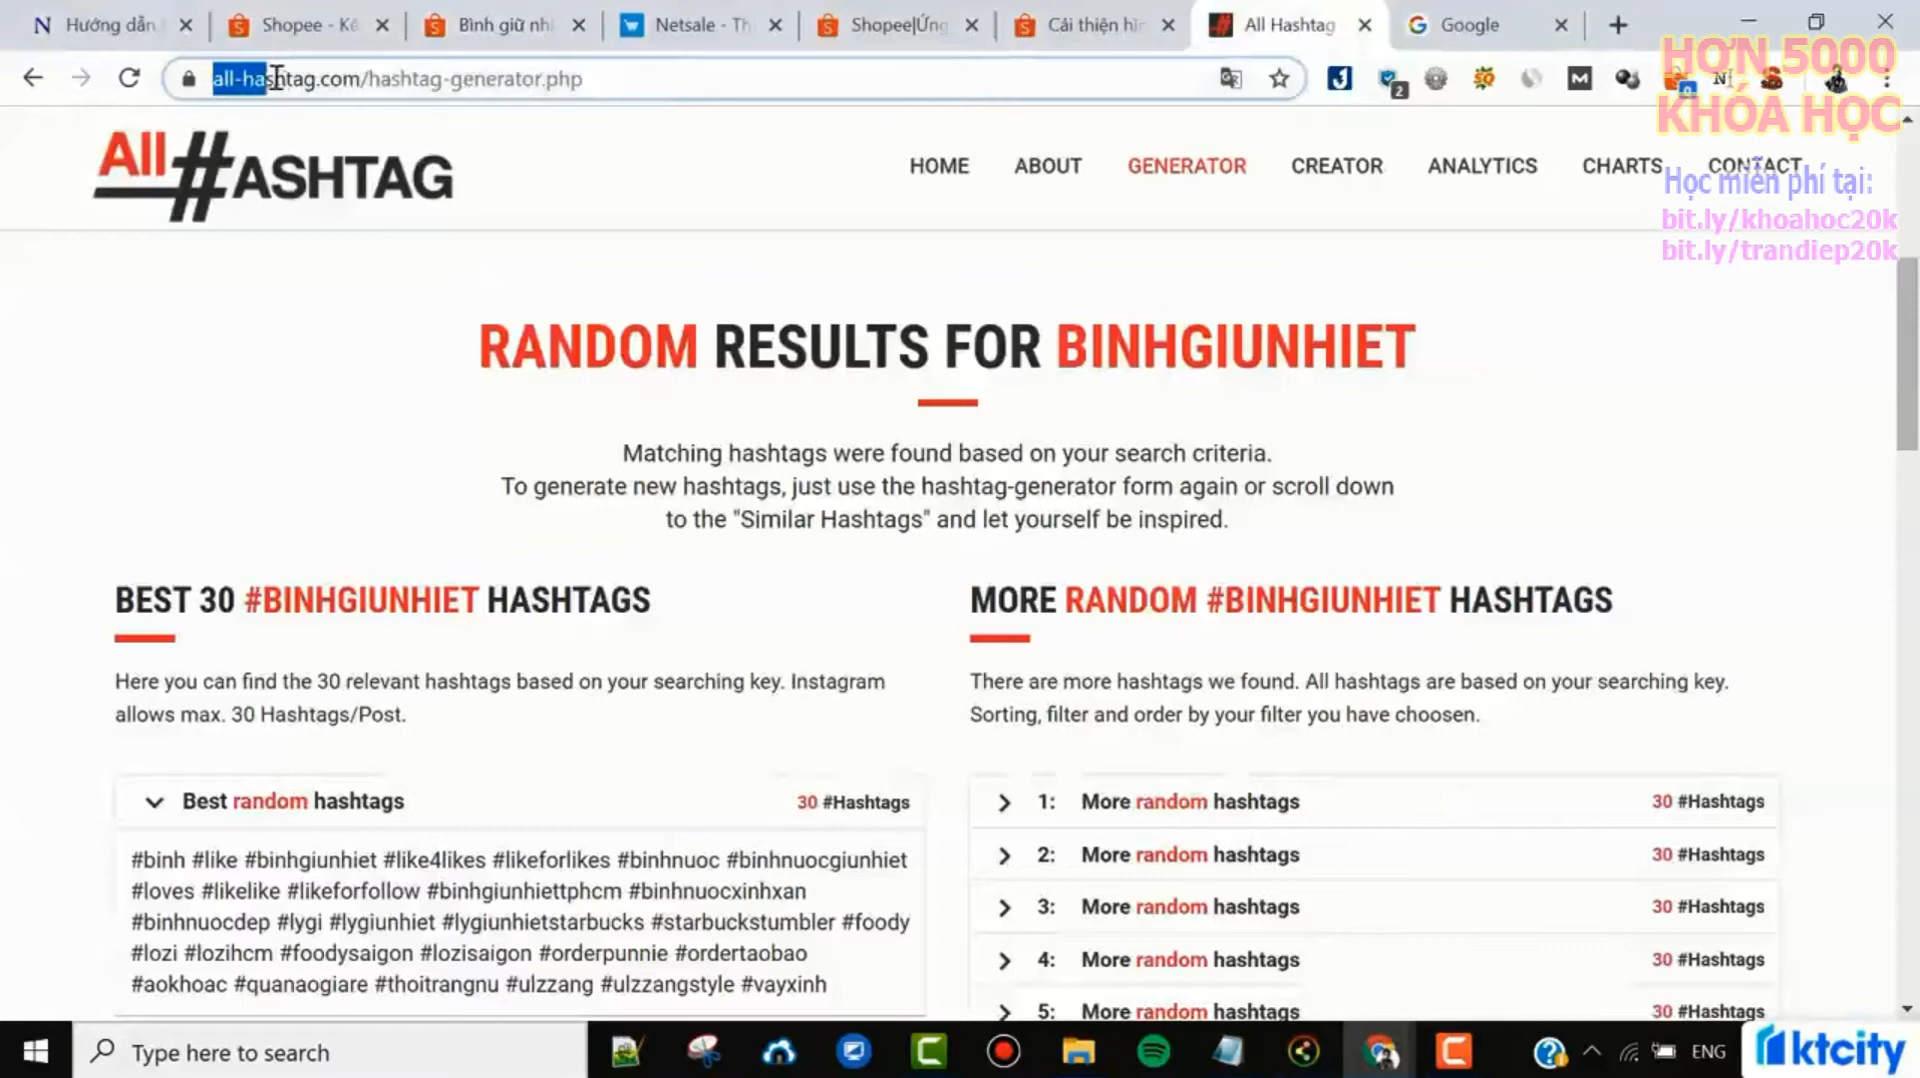 Hướng dẫn
Shopee - Kê
Bình giữ nhi
Netsale - Th
Shopee|Ứng
Cải thiện hìn
All Hashtag
Google
all-hashtag.com/hashtag-generator.php
2
0
HƠN 5000
KHÓA HỌC
Học miễn phí tại:
bit.ly/khoahoc20k
bit.ly/trandiep20k
All #ASHTAG
HOME ABOUT GENERATOR CREATOR ANALYTICS CHARTS CONTACT
RANDOM RESULTS FOR BINHGIUNHIET
Matching hashtags were found based on your search criteria.
To generate new hashtags, just use the hashtag-generator form again or scroll down
to the "Similar Hashtags" and let yourself be inspired.
BEST 30 #BINHGIUNHIET HASHTAGS
Here you can find the 30 relevant hashtags based on your searching key. Instagram
allows max. 30 Hashtags/Post.
Best random hashtags 30 #Hashtags
#binh #like #binhgiunhiet #like4likes #likeforlikes #binhnuoc #binhnuocgiunhiet
#loves #likelike #likeforfollow #binhgiunhiettphcm #binhnuocxinhxan
#binhnuocdep #lygi #lygiunhiet #lygiunhietstarbucks #starbuckstumbler #foody
#lozi #lozihcm #foodysaigon #lozisaigon #orderpunnie #ordertaobao
#aokhoac #quanaogiare #thoitrangnu #ulzzang #ulzzangstyle #vayxinh
MORE RANDOM #BINHGIUNHIET HASHTAGS
There are more hashtags we found. All hashtags are based on your searching key.
Sorting, filter and order by your filter you have choosen.
1: More random hashtags 30 #Hashtags
2: More random hashtags 30 #Hashtags
3: More random hashtags 30 #Hashtags
4: More random hashtags 30 #Hashtags
5: More random hashtags 30 #Hashtags
Type here to search
ENG
ktcity